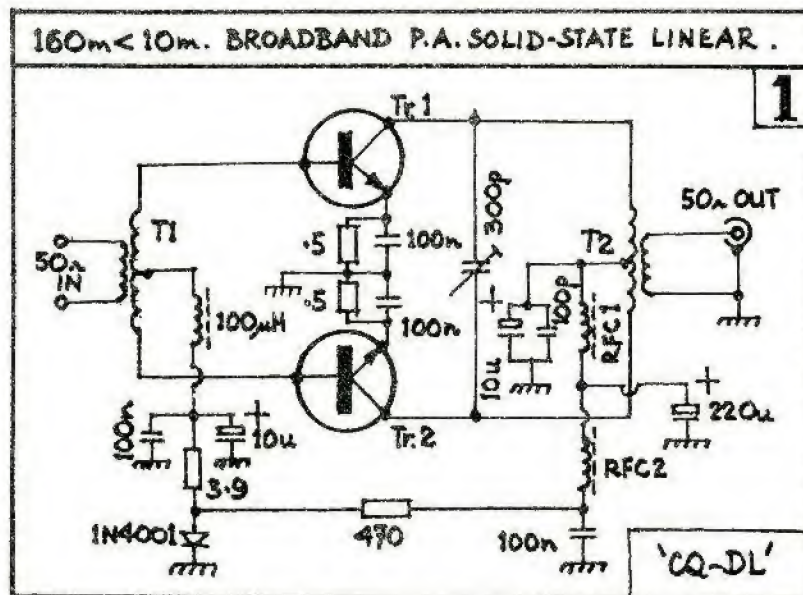 160m < 10m. BROADBAND P.A. SOLID-STATE LINEAR.
1
Tr.1
T1
50Ω IN
.5
100n
.5
100n
100µH
300p
T2
50Ω OUT
+
10u
100p
RFC1
+
220u
Tr.2
100n
+
10u
3.9
RFC2
1N4001
470
100n
'CQ-DL'